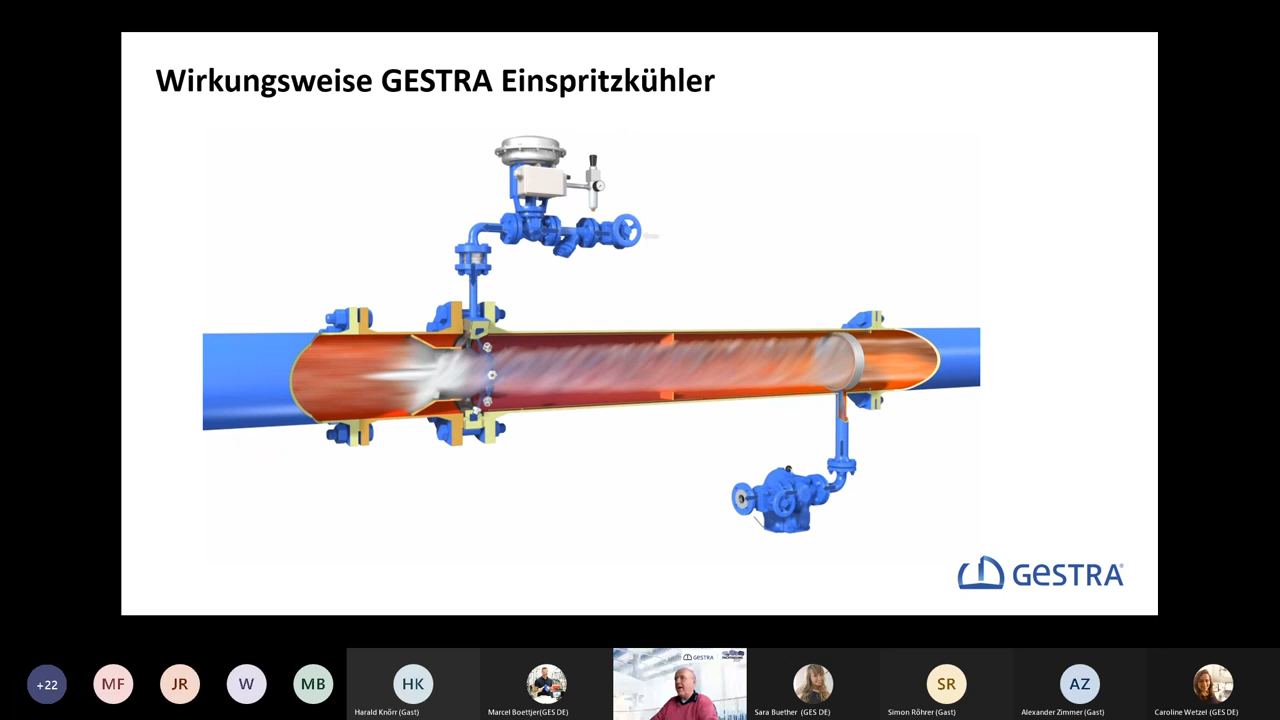 Wirkungsweise GESTRA Einspritzkühler
GESTRA
+22
MF
JR
W
MB
HK
SR
AZ
GESTRA
Harald Knörr (Gast)
Marcel Boettjer(GES DE)
Sara Buether (GES DE)
Simon Röhrer (Gast)
Alexander Zimmer (Gast)
Caroline Wetzel (GES DE)